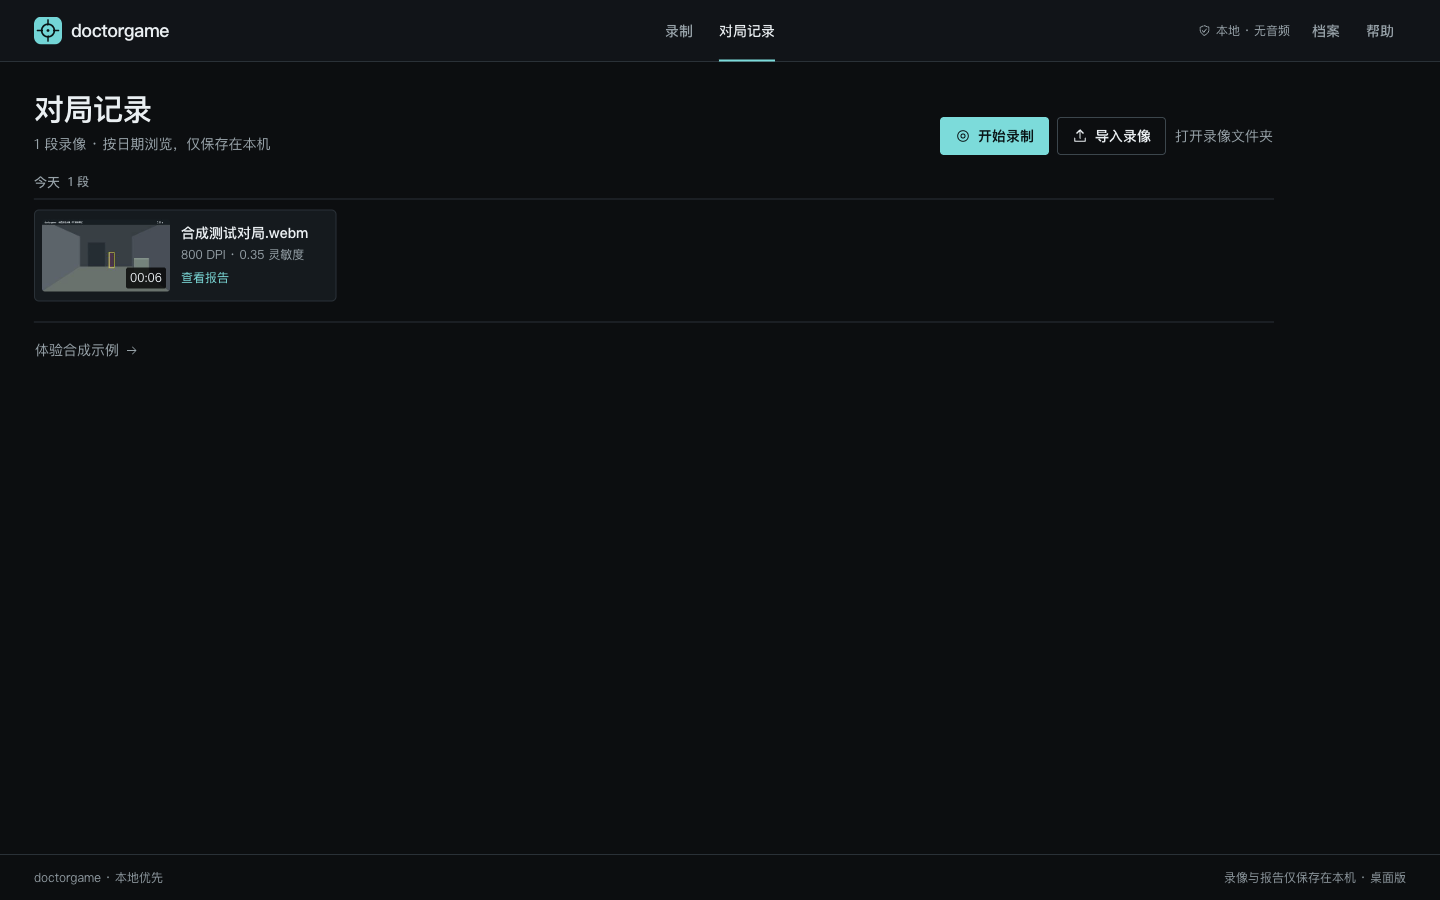 doctorgame
录制
对局记录
本地 · 无音频
档案
帮助
对局记录
1 段录像 · 按日期浏览，仅保存在本机
开始录制
导入录像
打开录像文件夹
今天 1 段
00:06
合成测试对局.webm
800 DPI · 0.35 灵敏度
查看报告
体验合成示例 →
doctorgame · 本地优先
录像与报告仅保存在本机 · 桌面版